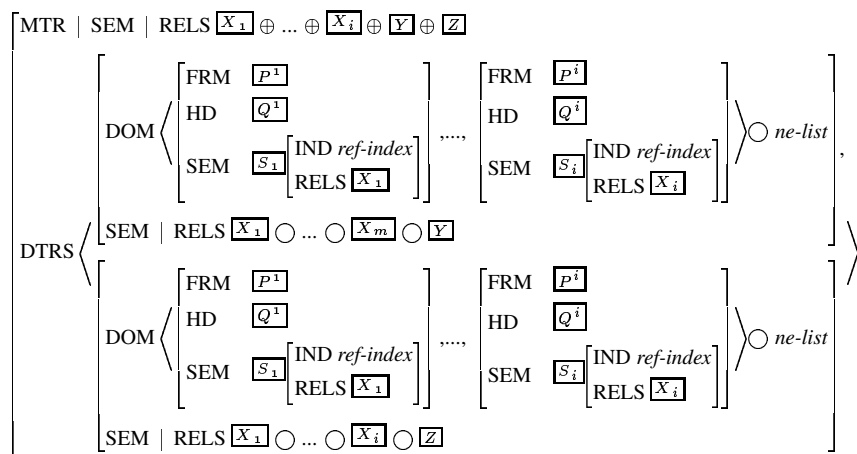 MTR | SEM | RELS X₁ ⊕ ... ⊕ Xᵢ ⊕ Y ⊕ Z
FRM P¹ FRM Pⁱ
HD Q¹ HD Qⁱ
DOM ,..., ◯ ne-list ,
SEM S₁ IND ref-index SEM Sᵢ IND ref-index
RELS X₁ RELS Xᵢ
SEM | RELS X₁ ◯ ... ◯ Xₘ ◯ Y
DTRS
FRM P¹ FRM Pⁱ
HD Q¹ HD Qⁱ
DOM ,..., ◯ ne-list
SEM S₁ IND ref-index SEM Sᵢ IND ref-index
RELS X₁ RELS Xᵢ
SEM | RELS X₁ ◯ ... ◯ Xᵢ ◯ Z